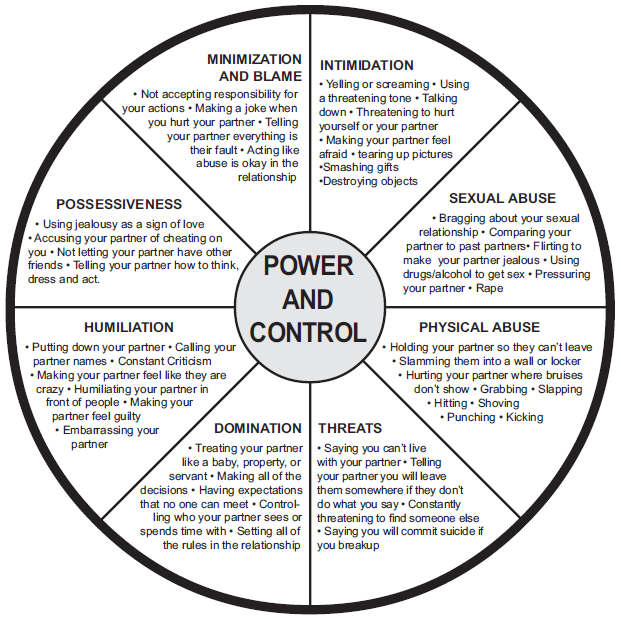 MINIMIZATION
AND BLAME
• Not accepting responsibility for
your actions • Making a joke when
you hurt your partner • Telling
your partner everything is
their fault • Acting like
abuse is okay in the
relationship
INTIMIDATION
• Yelling or screaming • Using
a threatening tone • Talking
down • Threatening to hurt
yourself or your partner
• Making your partner feel
afraid • tearing up pictures
•Smashing gifts
•Destroying objects
POSSESSIVENESS
• Using jealousy as a sign of love
• Accusing your partner of cheating on
you • Not letting your partner have other
friends • Telling your partner how to think,
dress and act.
SEXUAL ABUSE
• Bragging about your sexual
relationship • Comparing your
partner to past partners• Flirting to
make your partner jealous • Using
drugs/alcohol to get sex • Pressuring
your partner • Rape
POWER
AND
CONTROL
HUMILIATION
• Putting down your partner • Calling your
partner names • Constant Criticism
• Making your partner feel like they are
crazy • Humiliating your partner in
front of people • Making your
partner feel guilty
• Embarrassing your
partner
PHYSICAL ABUSE
• Holding your partner so they can't leave
• Slamming them into a wall or locker
• Hurting your partner where bruises
don't show • Grabbing • Slapping
• Hitting • Shoving
• Punching • Kicking
DOMINATION
• Treating your partner
like a baby, property, or
servant • Making all of the
decisions • Having expectations
that no one can meet • Control-
ling who your partner sees or
spends time with • Setting all of
the rules in the relationship
THREATS
• Saying you can't live
with your partner • Telling
your partner you will leave
them somewhere if they don't
do what you say • Constantly
threatening to find someone else
• Saying you will commit suicide if
you breakup